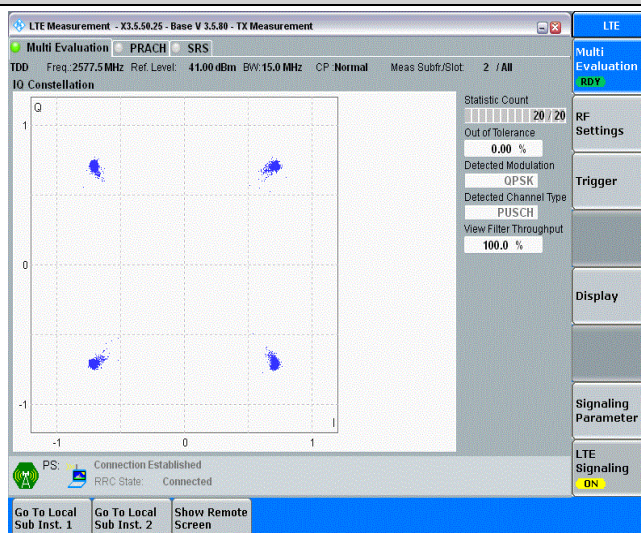 LTE Measurement - X3.5.50.25 - Base V 3.5.80 - TX Measurement
LTE
Multi Evaluation PRACH SRS
TDD Freq.:2577.5 MHz Ref. Level: 41.00 dBm BW:15.0 MHz CP :Normal Meas Subfr./Slot: 2 / All
IQ Constellation
Q
1
0
-1
-1 0 1
I
Statistic Count
20 / 20
Out of Tolerance
0.00 %
Detected Modulation
QPSK
Detected Channel Type
PUSCH
View Filter Throughput
100.0 %
Multi
Evaluation
RDY
RF
Settings
Trigger
Display
Signaling
Parameter
LTE
Signaling
ON
PS: Connection Established
RRC State: Connected
Go To Local
Sub Inst. 1
Go To Local
Sub Inst. 2
Show Remote
Screen